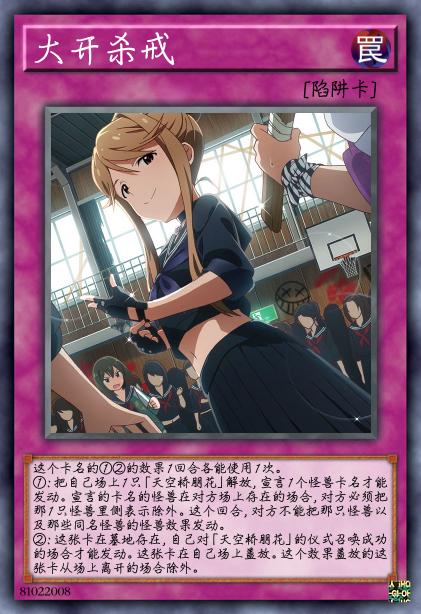 大开杀戒
罠
[陷阱卡]
这个卡名的①②的效果1回合各能使用1次。
①:把自己场上1只「天空桥朋花」解放,宣言1个怪兽卡名才能
发动。宣言的卡名的怪兽在对方场上存在的场合,对方必须把
那1只怪兽里侧表示除外。这个回合,对方不能把那只怪兽以
及那些同名怪兽的怪兽效果发动。
②:这张卡在墓地存在,自己对「天空桥朋花」的仪式召唤成功
的场合才能发动。这张卡在自己场上盖放。这个效果盖放的这
张卡从场上离开的场合除外。
81022008